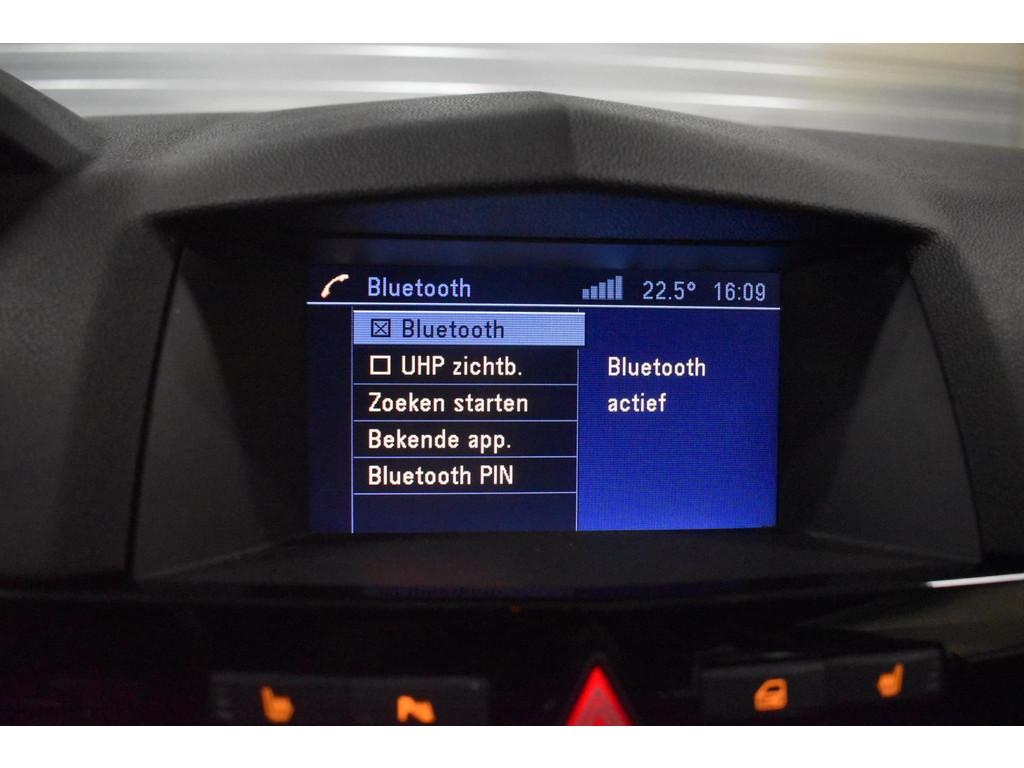 Bluetooth 22.5° 16:09
Bluetooth
UHP zichtb.
Zoeken starten
Bekende app.
Bluetooth PIN
Bluetooth
actief